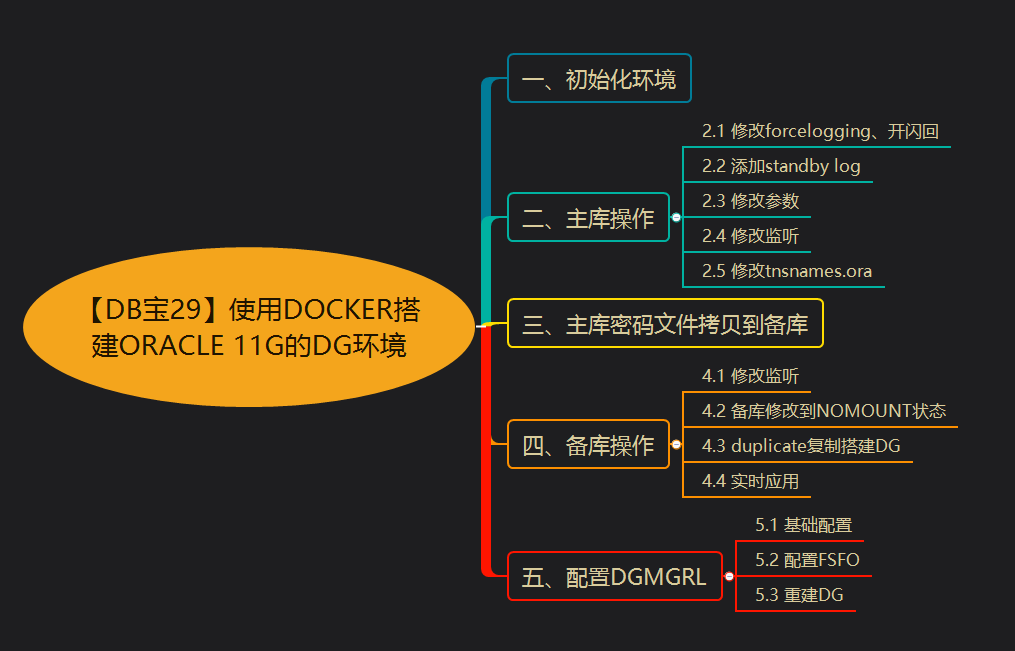 【DB宝29】使用DOCKER搭
建ORACLE 11G的DG环境
一、初始化环境
二、主库操作
2.1 修改forcelogging、开闪回
2.2 添加standby log
2.3 修改参数
2.4 修改监听
2.5 修改tnsnames.ora
三、主库密码文件拷贝到备库
四、备库操作
4.1 修改监听
4.2 备库修改到NOMOUNT状态
4.3 duplicate复制搭建DG
4.4 实时应用
五、配置DGMGRL
5.1 基础配置
5.2 配置FSFO
5.3 重建DG